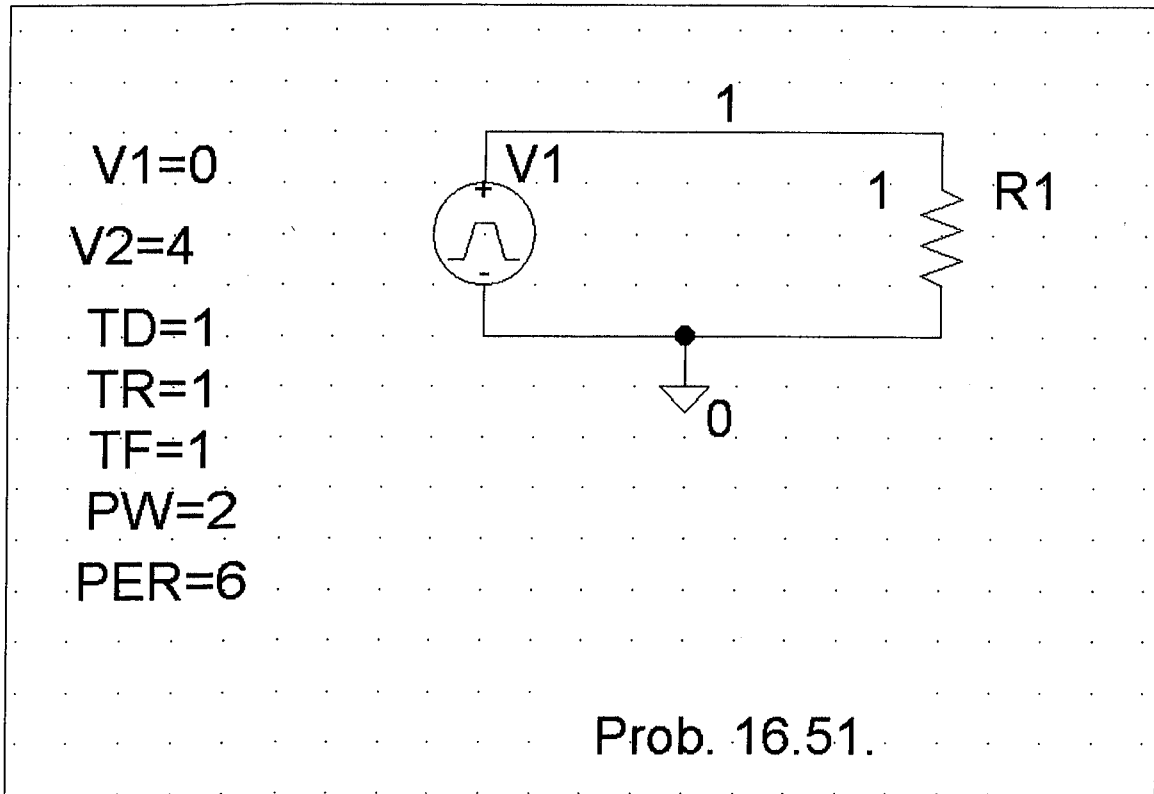 1
V1=0
V1
1
R1
V2=4
+
-
TD=1
TR=1
0
TF=1
PW=2
PER=6
Prob. 16.51.